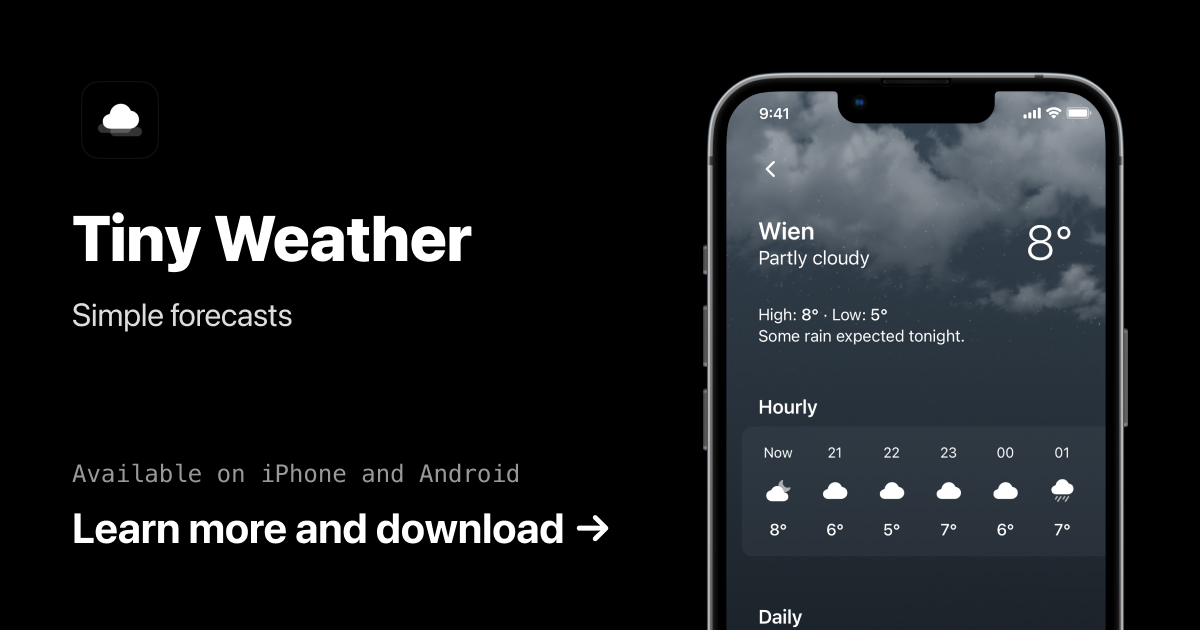 Tiny Weather
Simple forecasts
Available on iPhone and Android
Learn more and download →
9:41
Wien
8°
Partly cloudy
High: 8° · Low: 5°
Some rain expected tonight.
Hourly
Now 21 22 23 00 01
8° 6° 5° 7° 6° 7°
Daily